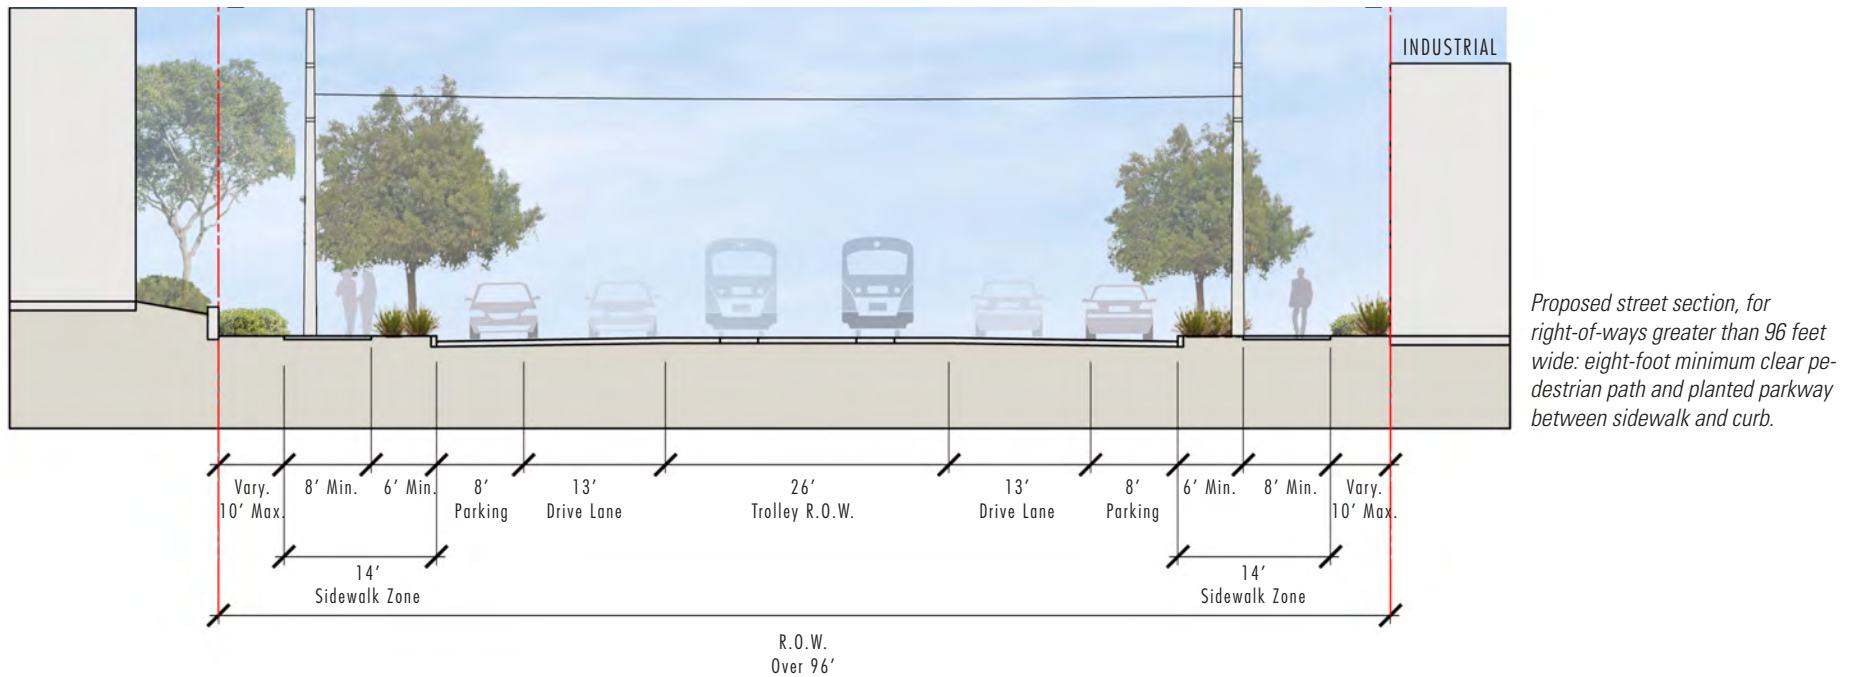 INDUSTRIAL
Proposed street section, for
right-of-ways greater than 96 feet
wide: eight-foot minimum clear pe-
destrian path and planted parkway
between sidewalk and curb.
Vary.
10’ Max.
8’ Min.
6’ Min.
8’
Parking
13’
Drive Lane
26’
Trolley R.O.W.
13’
Drive Lane
8’
Parking
6’ Min.
8’ Min.
Vary.
10’ Max.
14’
Sidewalk Zone
14’
Sidewalk Zone
R.O.W.
Over 96’